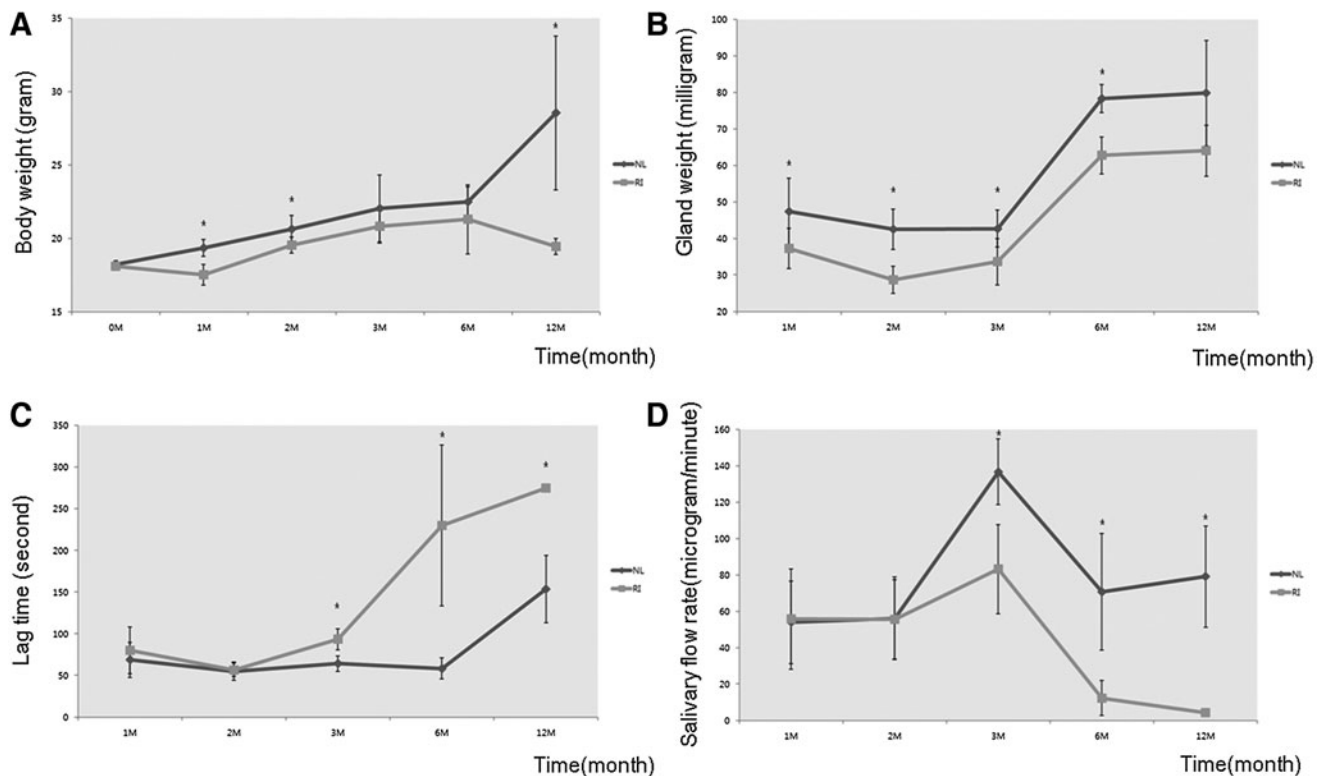 A
Body weight (gram)
35
30
25
20
15
*
*
*
0M 1M 2M 3M 6M 12M
Time(month)
NL
RI
B
Gland weight (milligram)
100
90
80
70
60
50
40
30
20
*
*
*
*
1M 2M 3M 6M 12M
Time(month)
NL
RI
C
Lag time (second)
350
300
250
200
150
100
50
0
*
*
*
1M 2M 3M 6M 12M
Time(month)
NL
RI
D
Salivary flow rate(microgram/minute)
160
140
120
100
80
60
40
20
0
*
*
*
1M 2M 3M 6M 12M
Time(month)
NL
RI